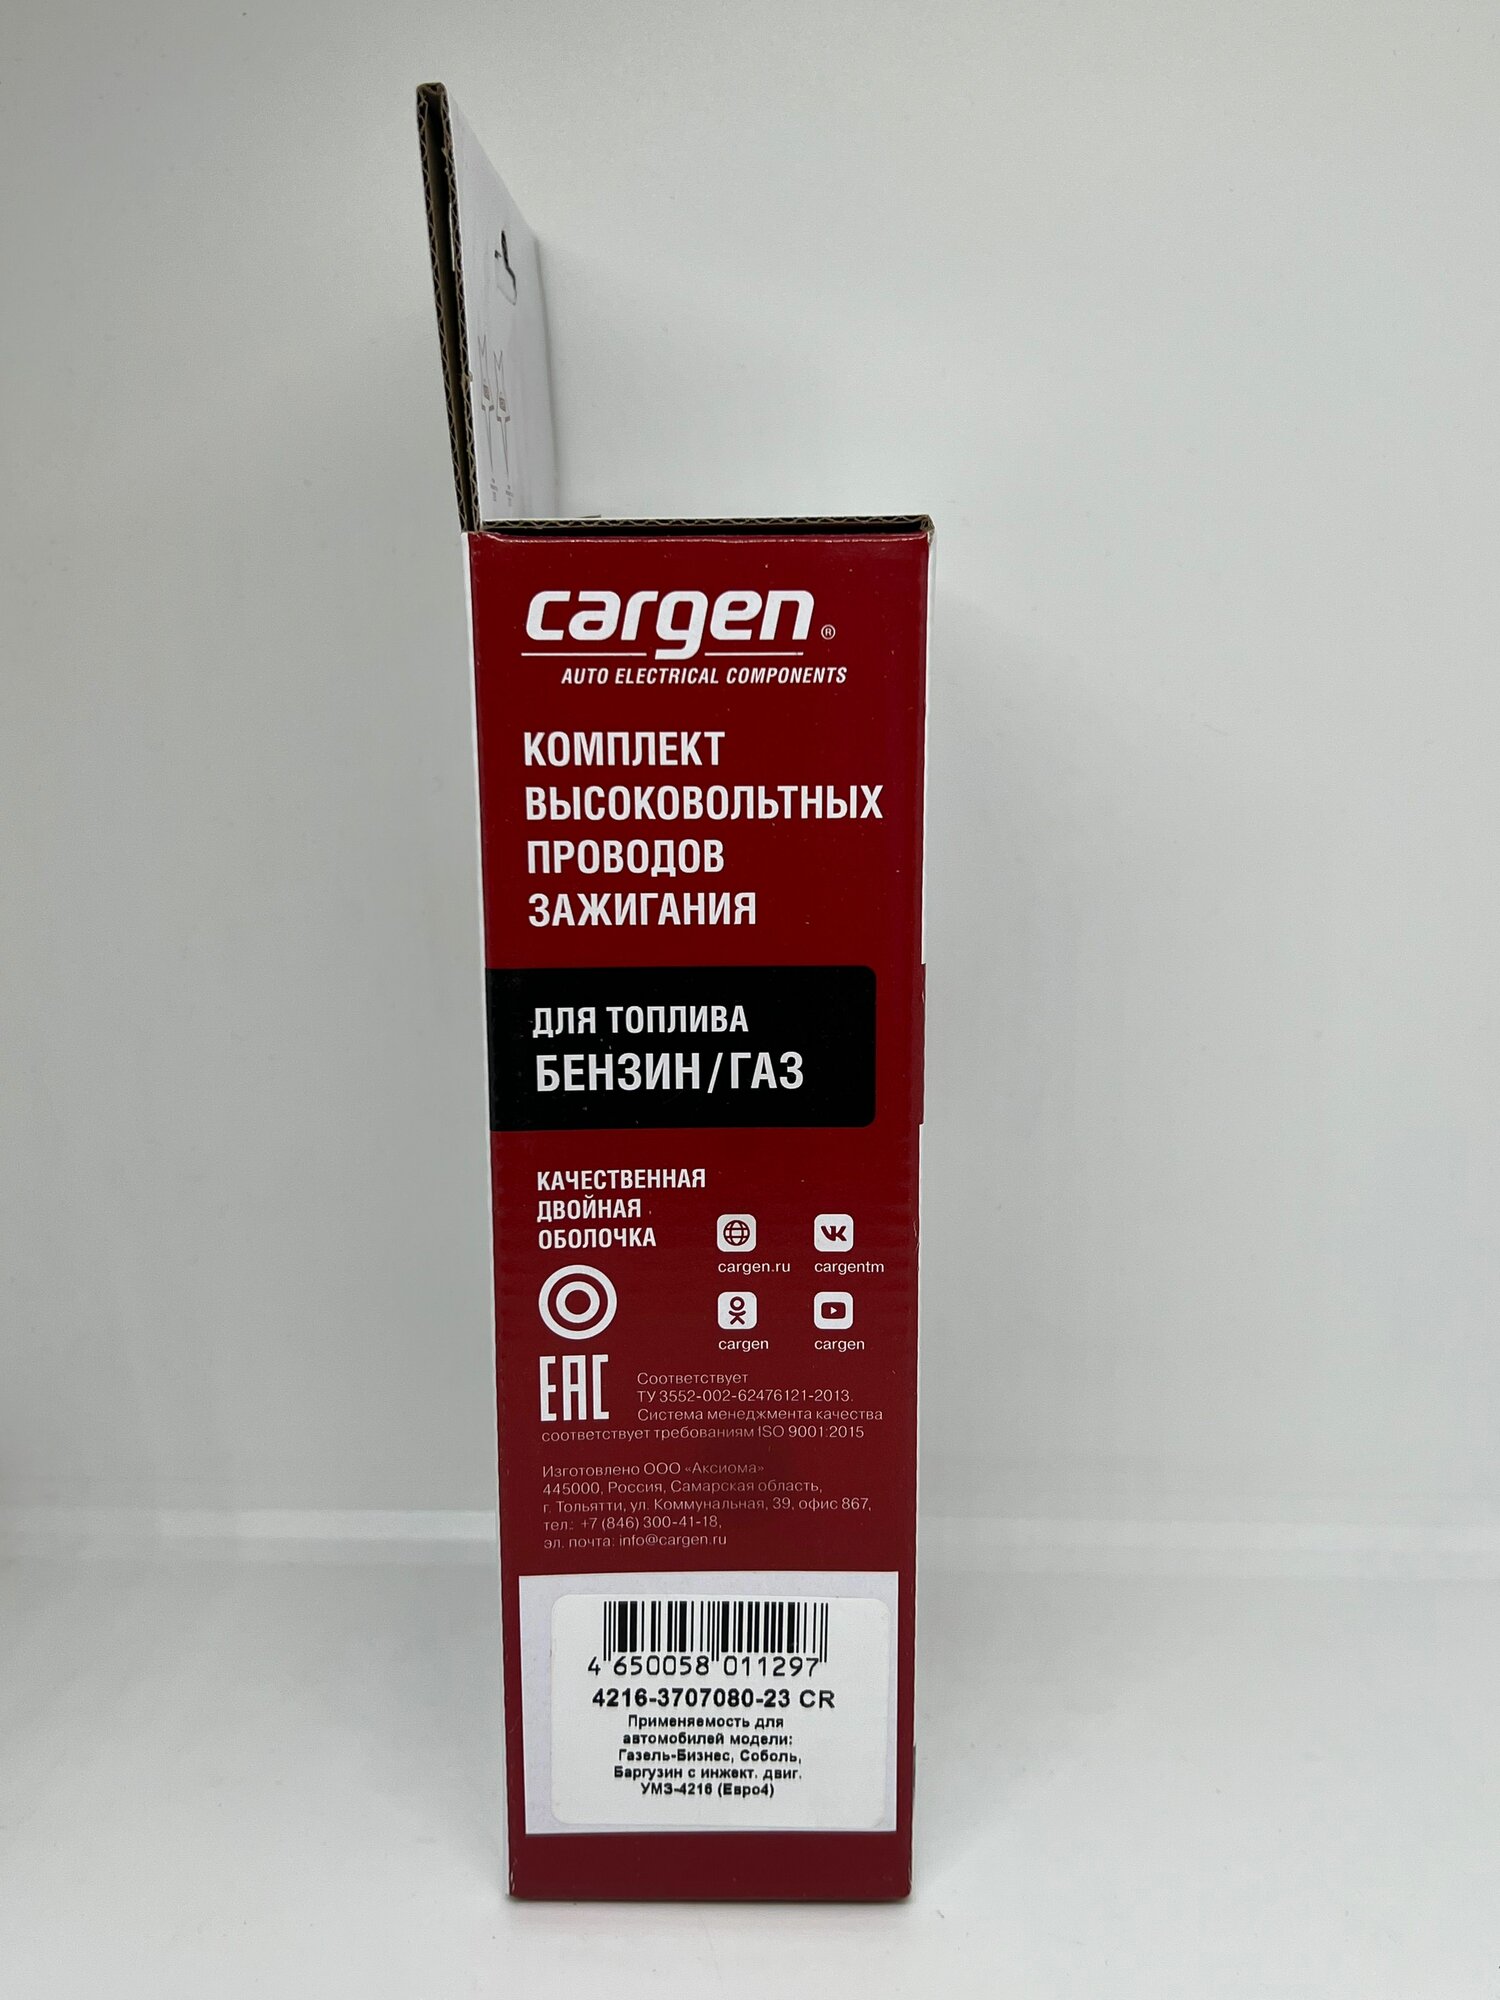 cargen®
AUTO ELECTRICAL COMPONENTS
КОМПЛЕКТ
ВЫСОКОВОЛЬТНЫХ
ПРОВОДОВ
ЗАЖИГАНИЯ
ДЛЯ ТОПЛИВА
БЕНЗИН/ГАЗ
КАЧЕСТВЕННАЯ
ДВОЙНАЯ
ОБОЛОЧКА
cargen.ru
cargentm
cargen
cargen
EAC
Соответствует
ТУ 3552-002-62476121-2013.
Система менеджмента качества
соответствует требованиям ISO 9001:2015
Изготовлено ООО «Аксиома»
445000, Россия, Самарская область,
г. Тольятти, ул. Коммунальная, 39, офис 867,
тел.: +7 (846) 300-41-18,
эл. почта: info@cargen.ru
4 650058 011297
4216-3707080-23 CR
Применяемость для
автомобилей модели:
Газель-Бизнес, Соболь,
Баргузин с инжект. двиг.
УМЗ-4216 (Евро4)